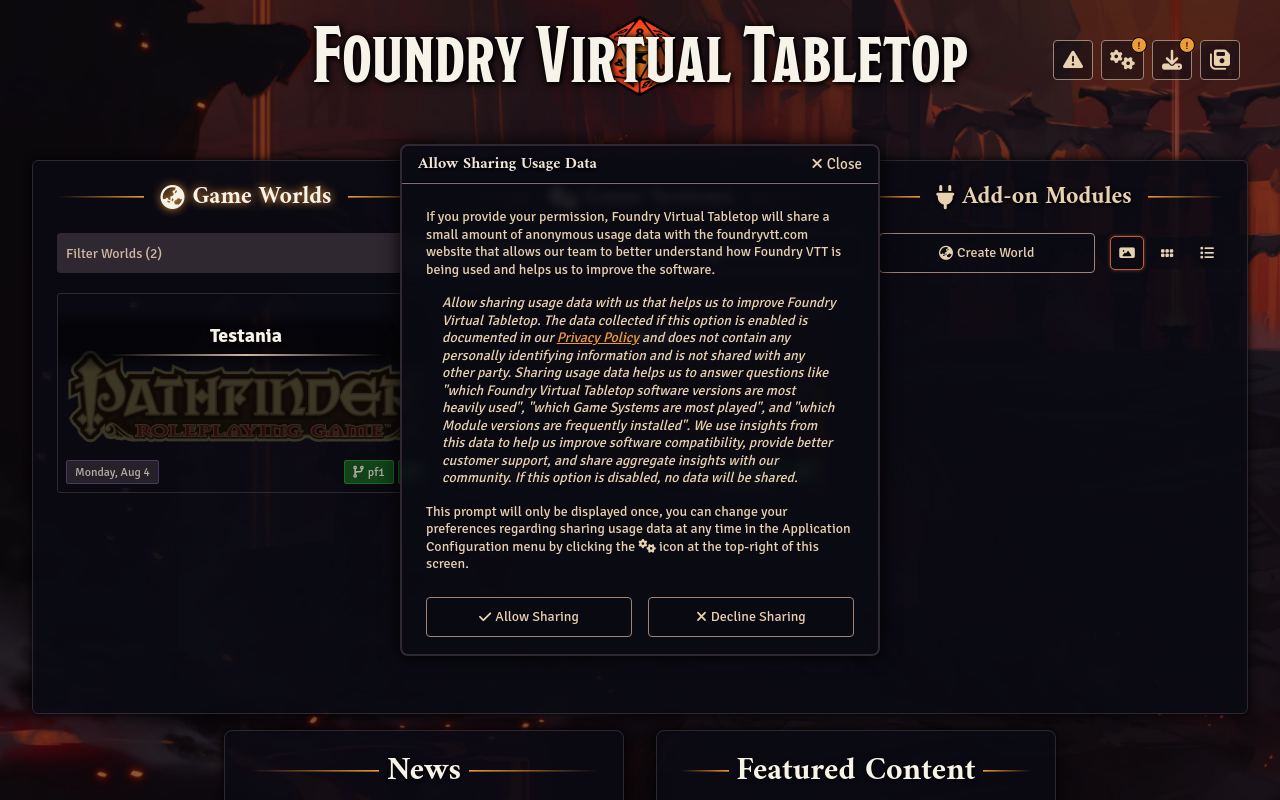 Foundry Virtual Tabletop
!
!
Allow Sharing Usage Data
Close
Game Worlds
Add-on Modules
Filter Worlds (2)
Create World
If you provide your permission, Foundry Virtual Tabletop will share a
small amount of anonymous usage data with the foundryvtt.com
website that allows our team to better understand how Foundry VTT is
being used and helps us to improve the software.
Allow sharing usage data with us that helps us to improve Foundry
Virtual Tabletop. The data collected if this option is enabled is
documented in our Privacy Policy and does not contain any
personally identifying information and is not shared with any
other party. Sharing usage data helps us to answer questions like
"which Foundry Virtual Tabletop software versions are most
heavily used", "which Game Systems are most played", and "which
Module versions are frequently installed". We use insights from
this data to help us improve software compatibility, provide better
customer support, and share aggregate insights with our
community. If this option is disabled, no data will be shared.
This prompt will only be displayed once, you can change your
preferences regarding sharing usage data at any time in the Application
Configuration menu by clicking the icon at the top-right of this
screen.
Allow Sharing
Decline Sharing
Testania
PATHFINDER
ROLEPLAYING GAME
Monday, Aug 4
pf1
News
Featured Content